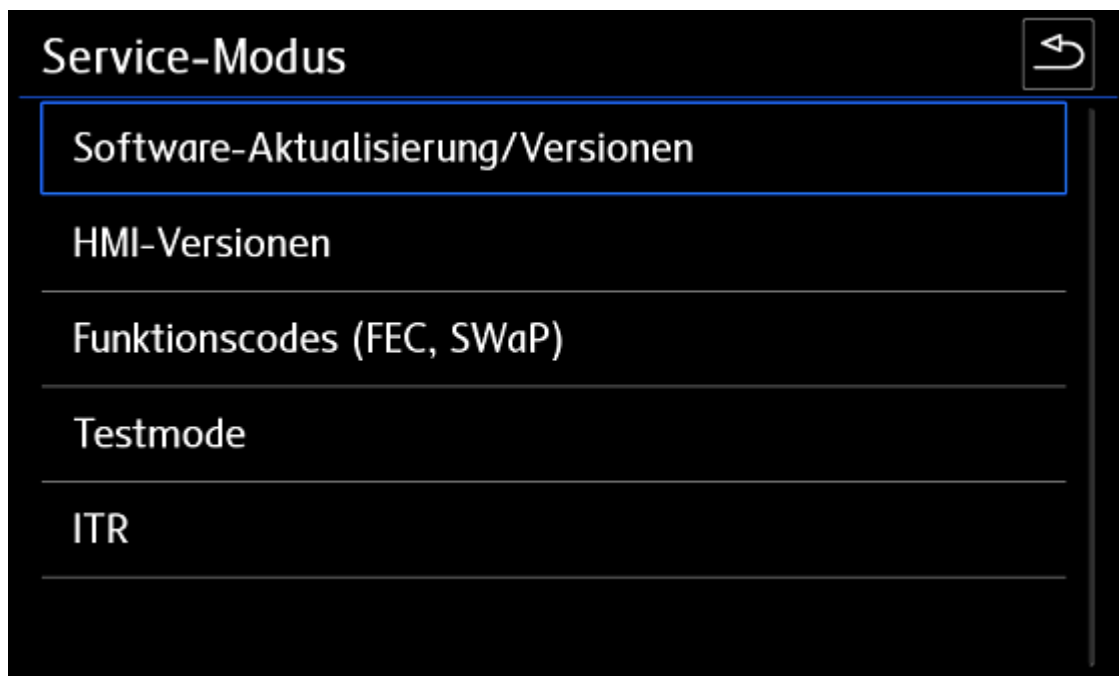 Service-Modus
Software-Aktualisierung/Versionen
HMI-Versionen
Funktionscodes (FEC, SWaP)
Testmode
ITR